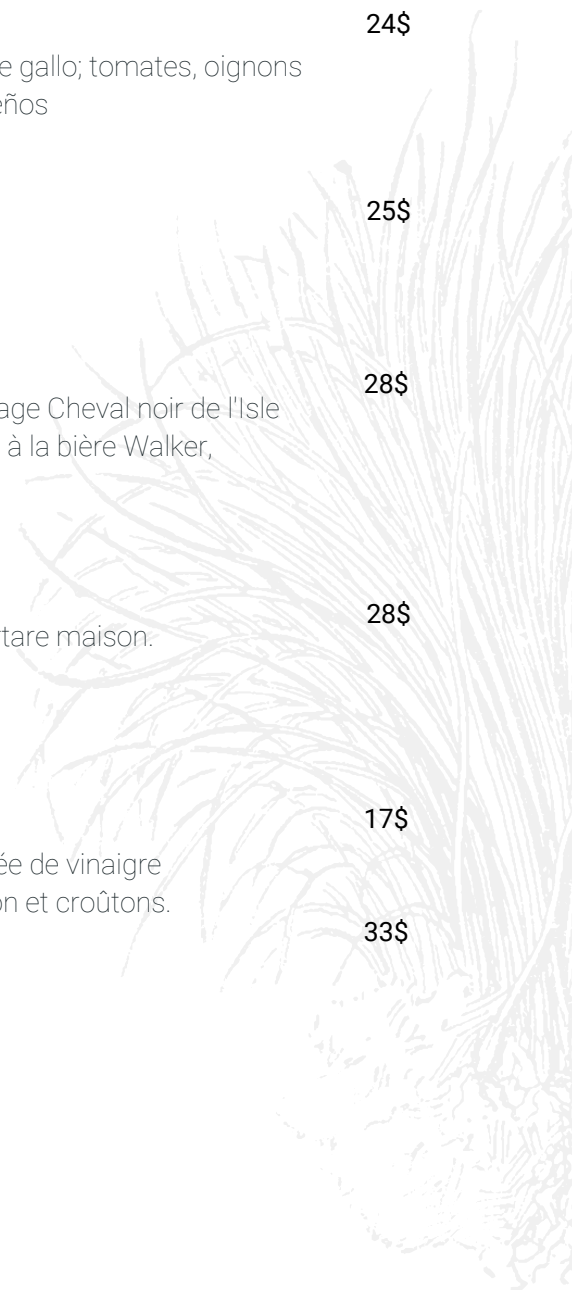 24$
e gallo; tomates, oignons
eños
25$
28$
age Cheval noir de l'Isle
à la bière Walker,
28$
tare maison.
17$
ée de vinaigre
on et croûtons.
33$